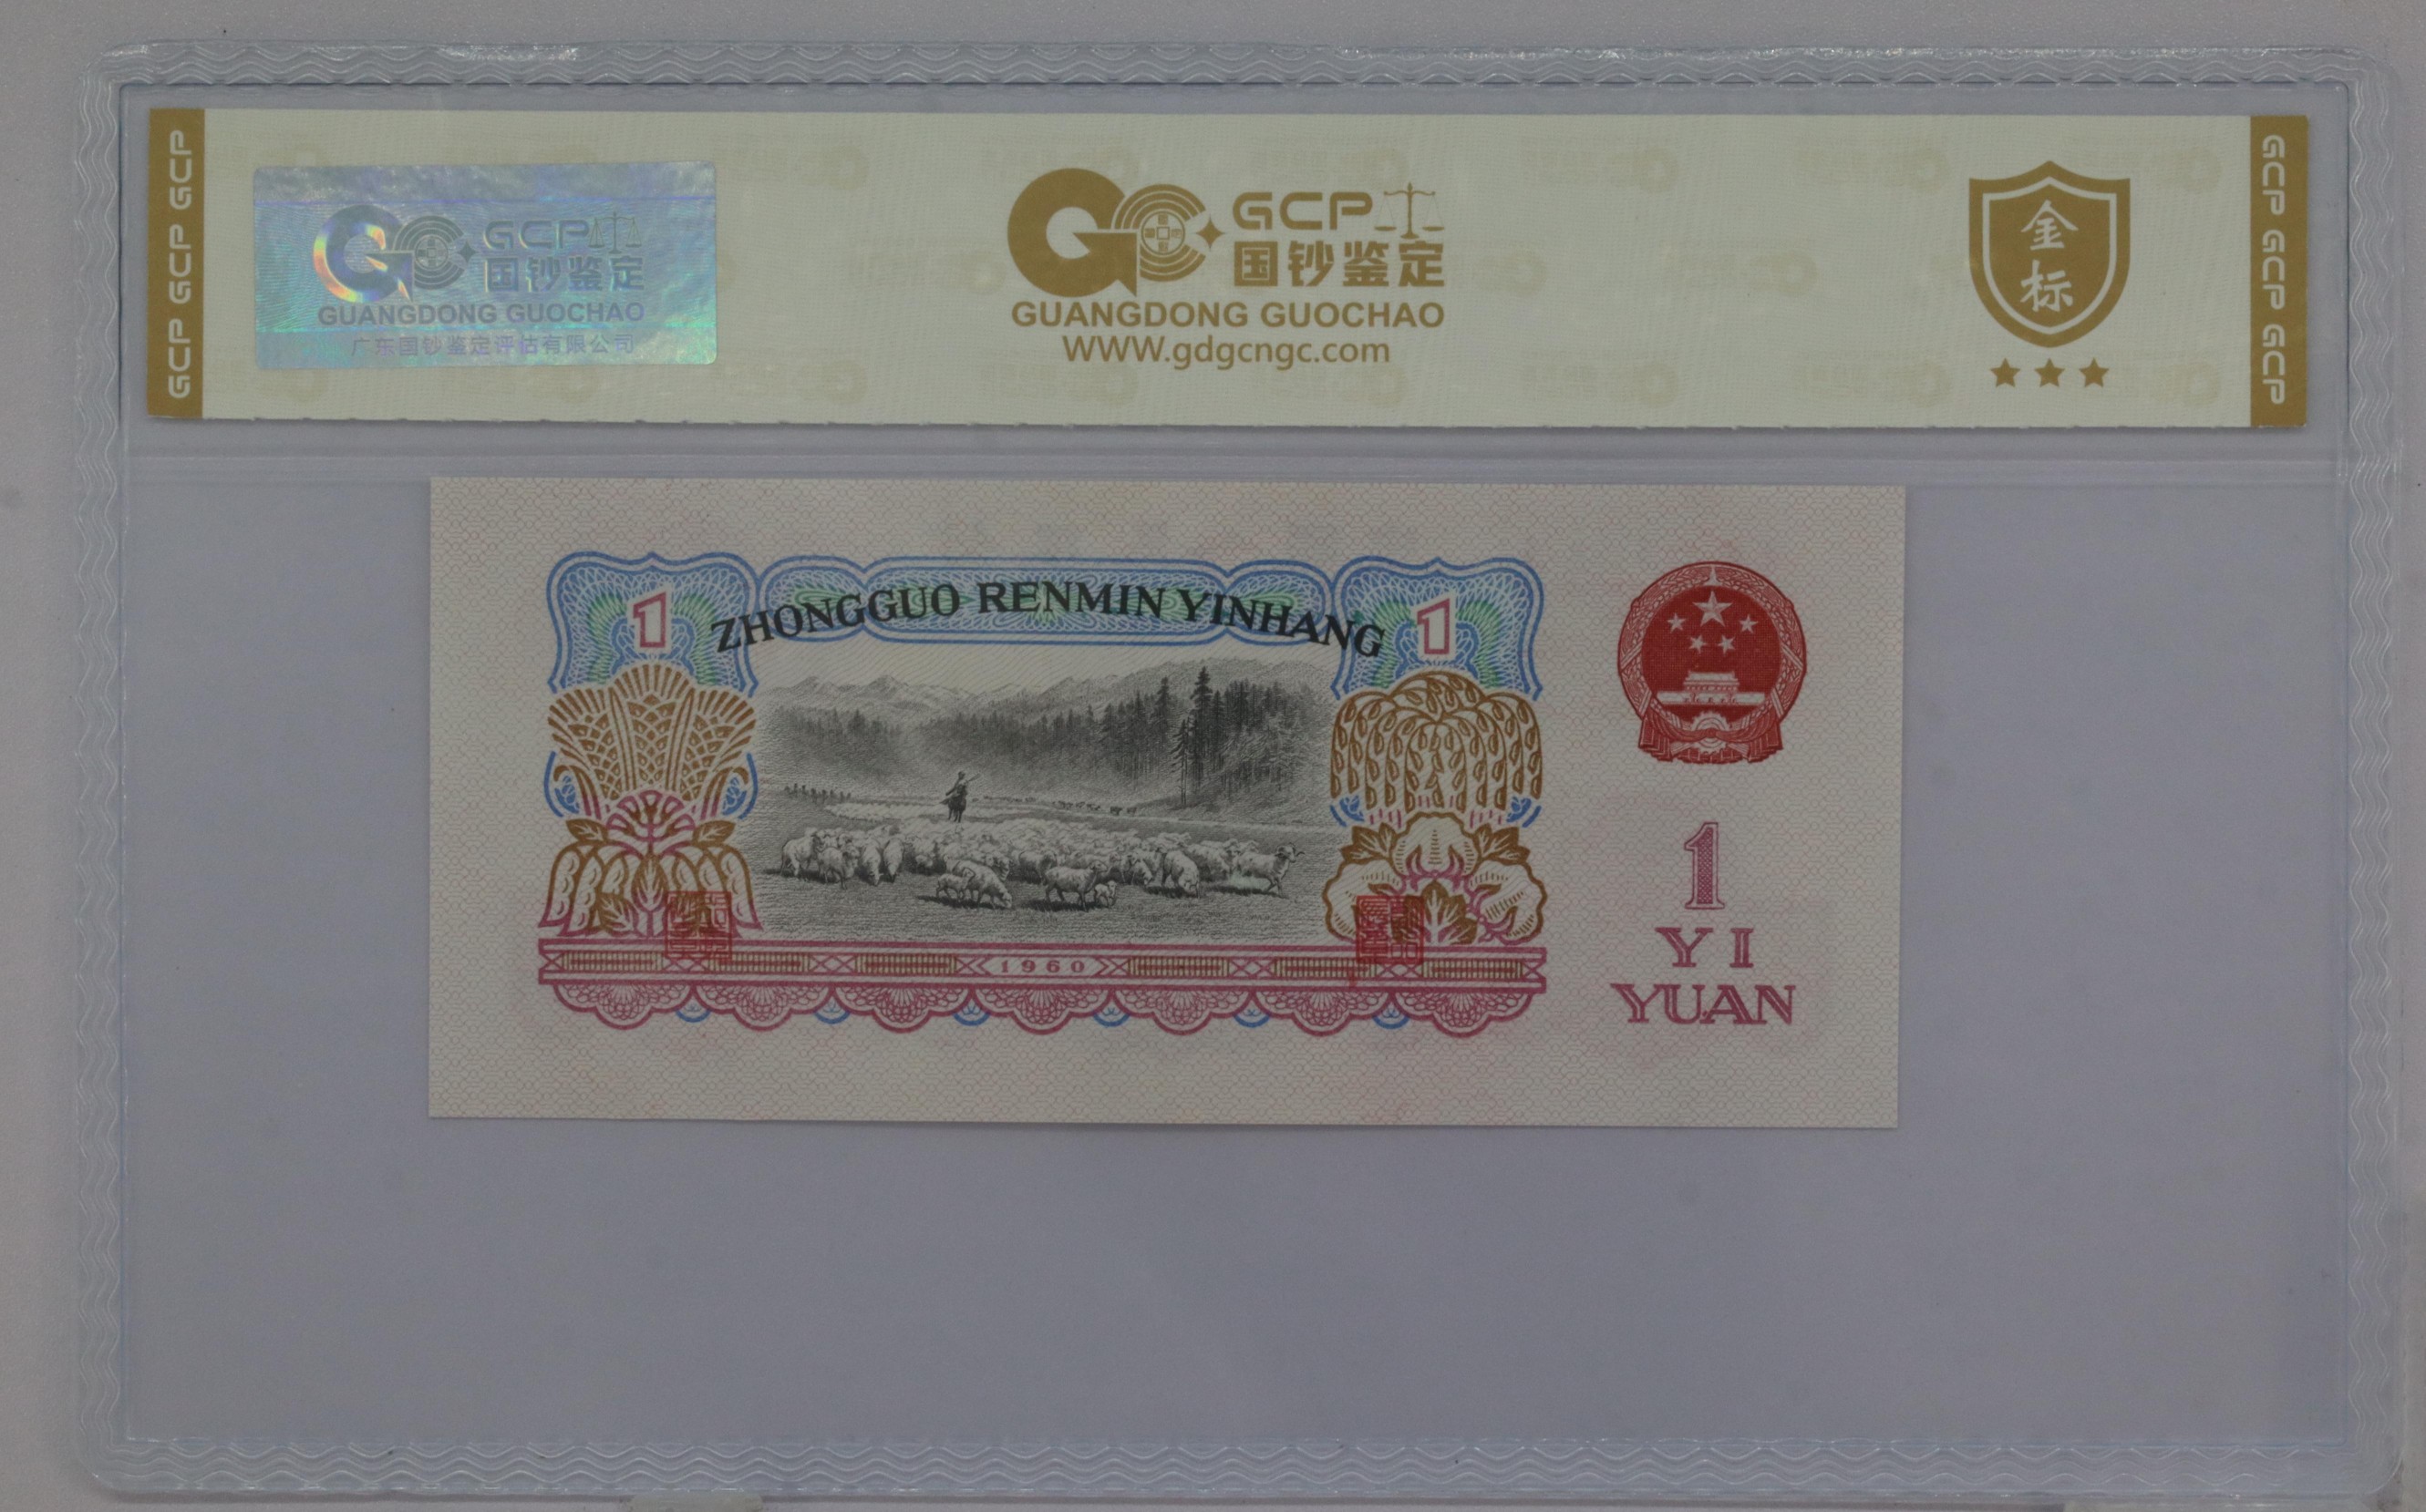 GCP GCP GCP
GCP
国钞鉴定
GUANGDONG GUOCHAO
广东国钞鉴定评估有限公司
GCP
国钞鉴定
GUANGDONG GUOCHAO
WWW.gdgcngc.com
金
标
GCP GCP GCP
1
ZHONGGUO RENMIN YINHANG
1
1960
1
YI
YUAN